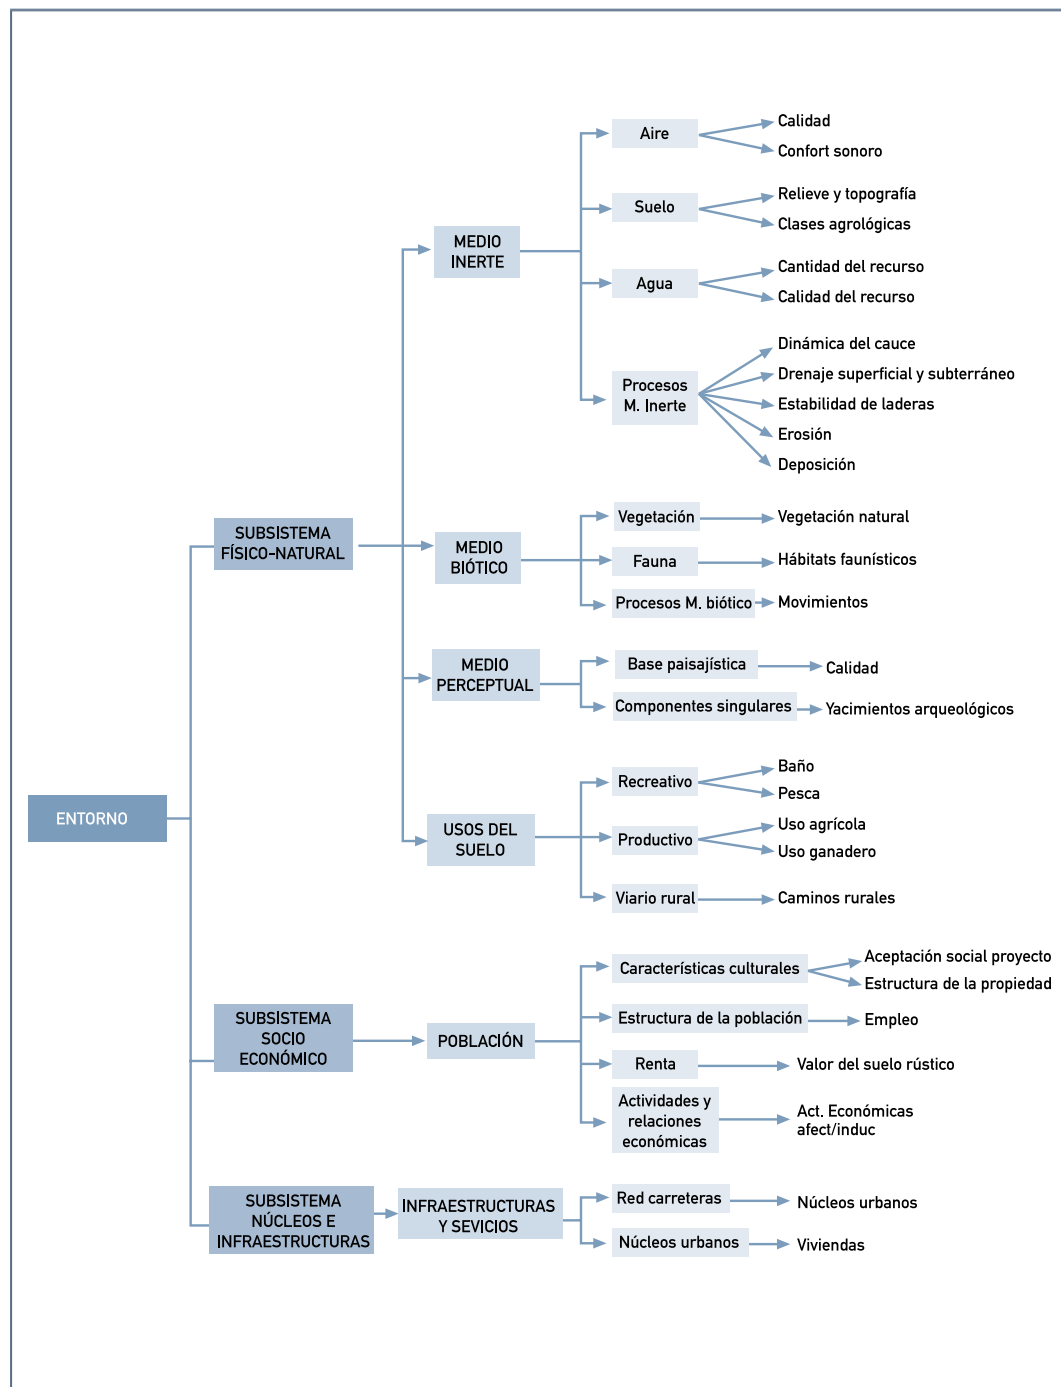 Aire
Calidad
Confort sonoro
Suelo
Relieve y topografía
Clases agrológicas
MEDIO
INERTE
Agua
Cantidad del recurso
Calidad del recurso
Procesos
M. Inerte
Dinámica del cauce
Drenaje superficial y subterráneo
Estabilidad de laderas
Erosión
Deposición
SUBSISTEMA
FÍSICO-NATURAL
MEDIO
BIÓTICO
Vegetación
Vegetación natural
Fauna
Hábitats faunísticos
Procesos M. biótico
Movimientos
MEDIO
PERCEPTUAL
Base paisajística
Calidad
Componentes singulares
Yacimientos arqueológicos
ENTORNO
USOS DEL
SUELO
Recreativo
Baño
Pesca
Productivo
Uso agrícola
Uso ganadero
Viario rural
Caminos rurales
SUBSISTEMA
SOCIO
ECONÓMICO
POBLACIÓN
Características culturales
Aceptación social proyecto
Estructura de la propiedad
Estructura de la población
Empleo
Renta
Valor del suelo rústico
Actividades y
relaciones
económicas
Act. Económicas
afect/induc
SUBSISTEMA
NÚCLEOS E
INFRAESTRUCTURAS
INFRAESTRUCTURAS
Y SEVICIOS
Red carreteras
Núcleos urbanos
Núcleos urbanos
Viviendas